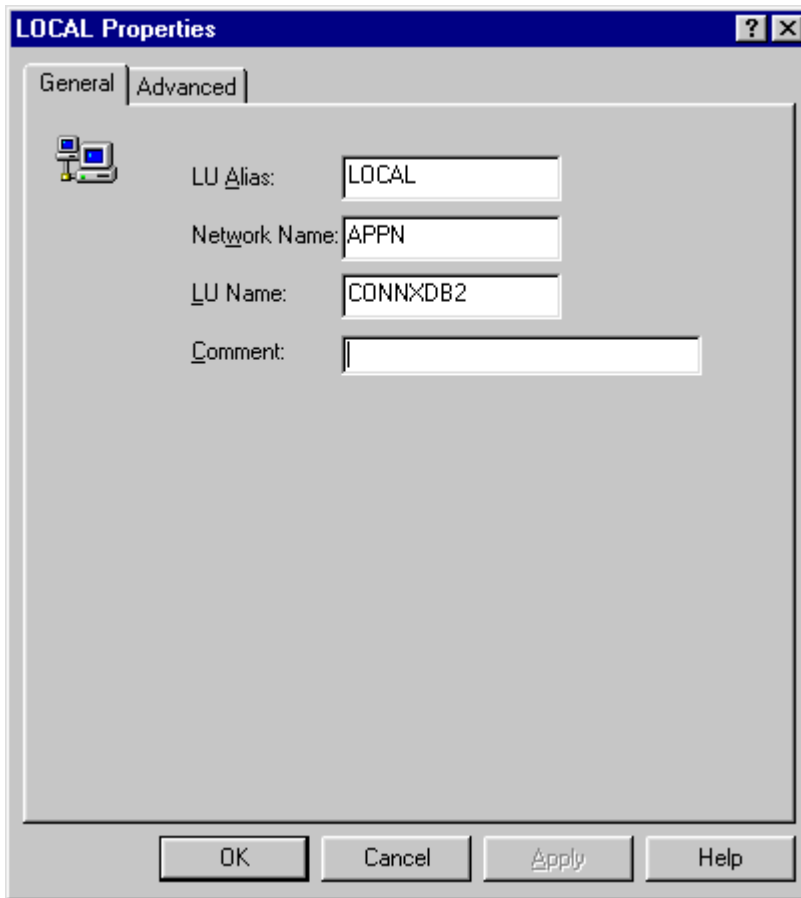 LOCAL Properties
General Advanced
LU Alias: LOCAL
Network Name: APPN
LU Name: CONNXDB2
Comment:
OK Cancel Apply Help